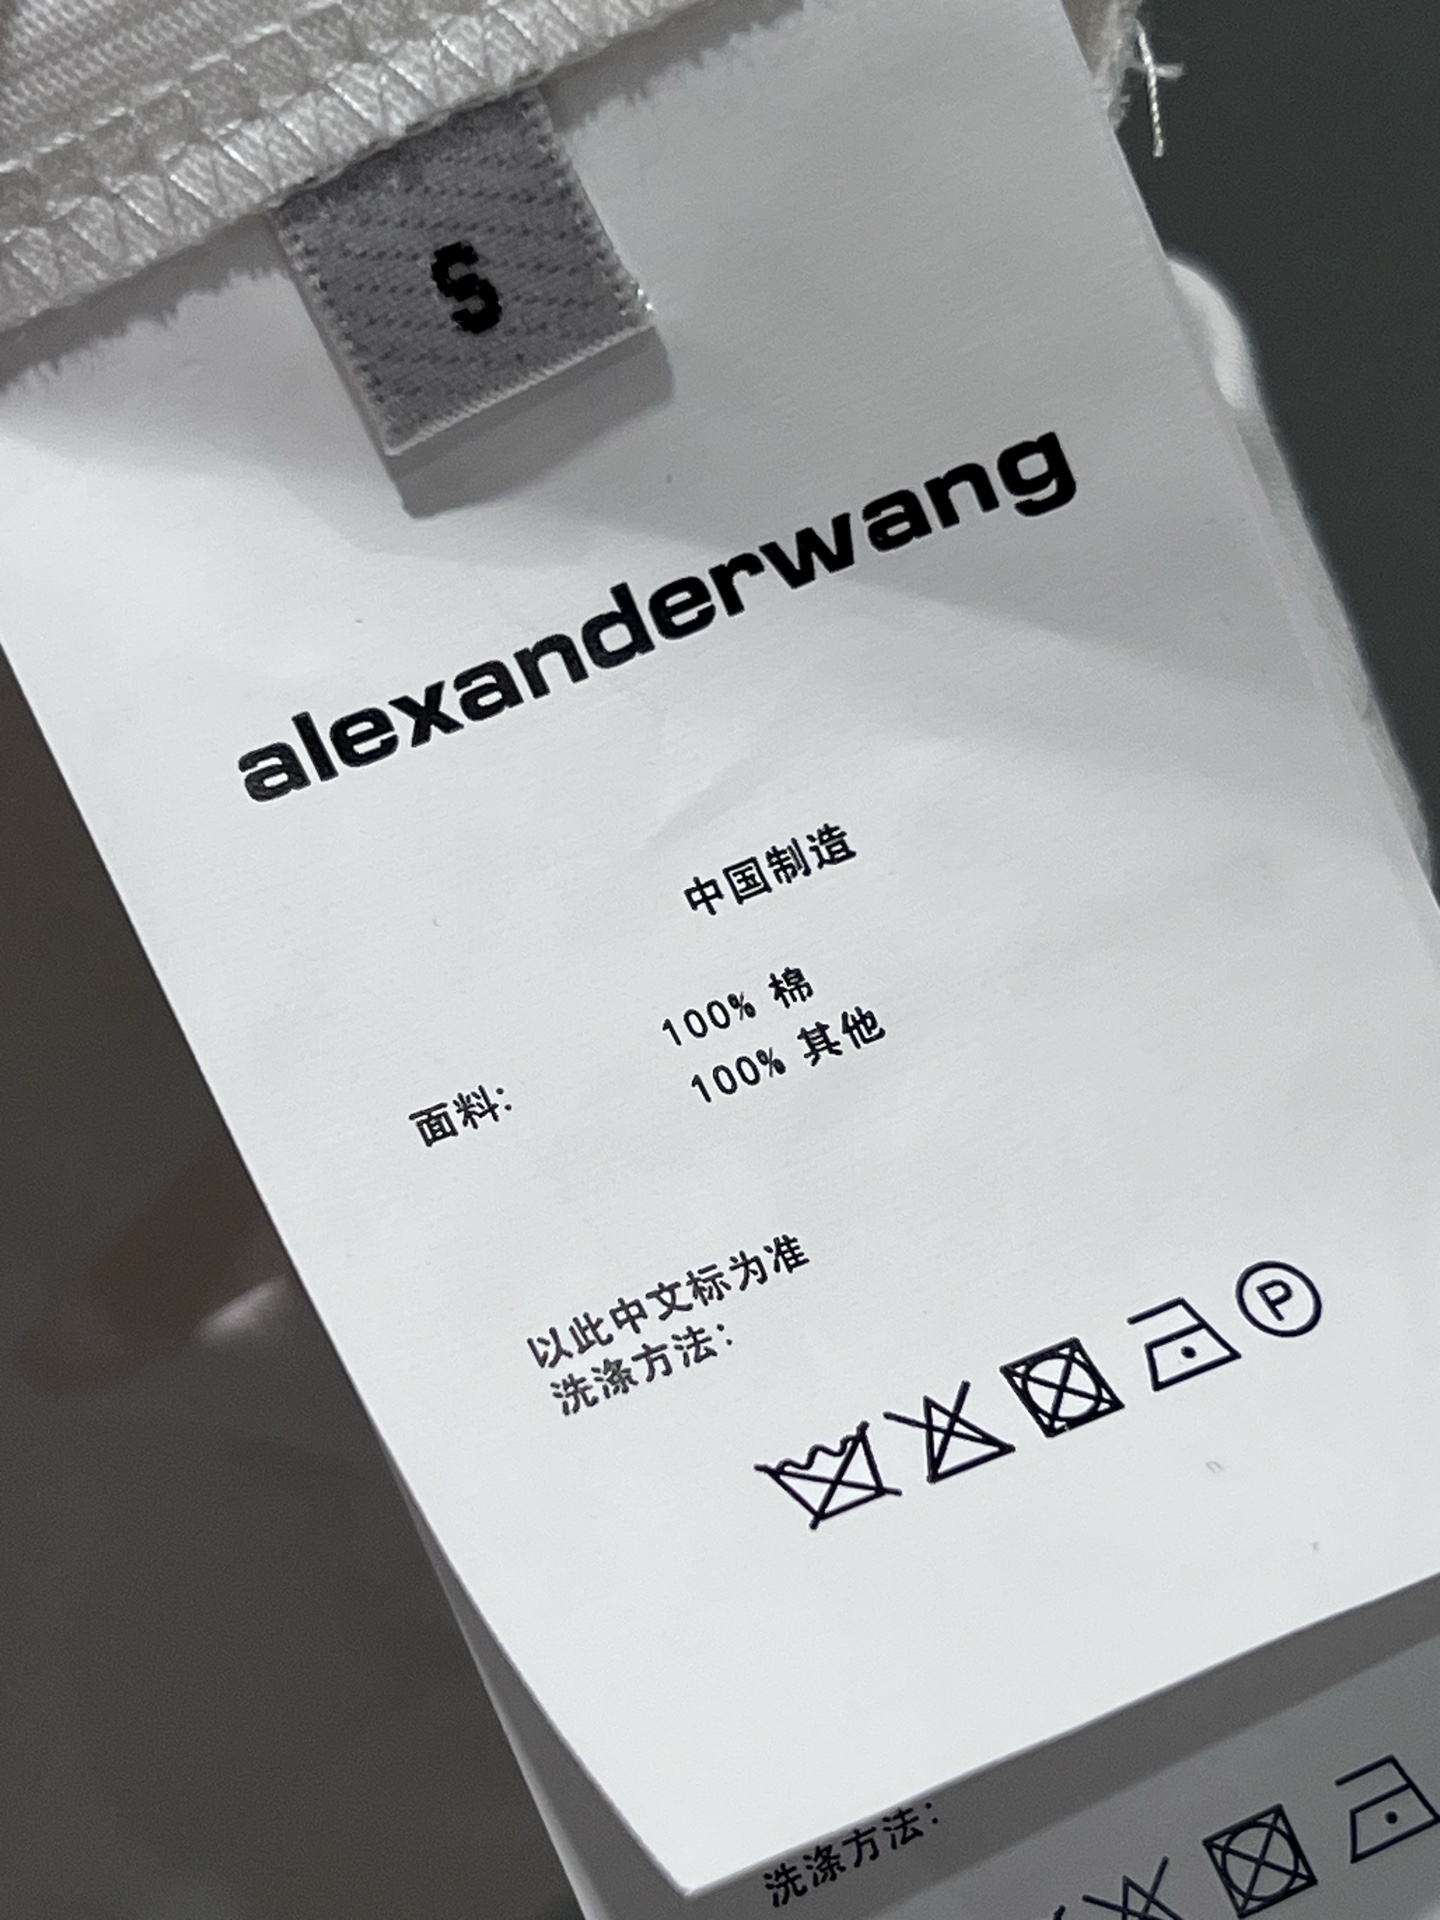 S
alexanderwang
中国制造
100% 棉
100% 其他
面料:
以此中文标为准
洗涤方法:
P
洗涤方法: